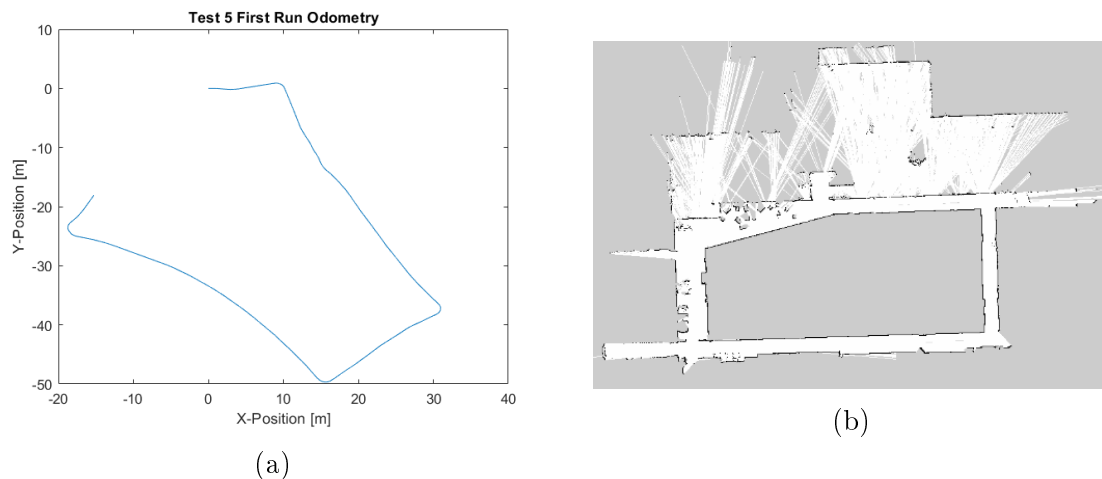 Test 5 First Run Odometry
10
0
-10
-20
-30
-40
-50
-20 -10 0 10 20 30 40
Y-Position [m]
X-Position [m]
(a)
(b)